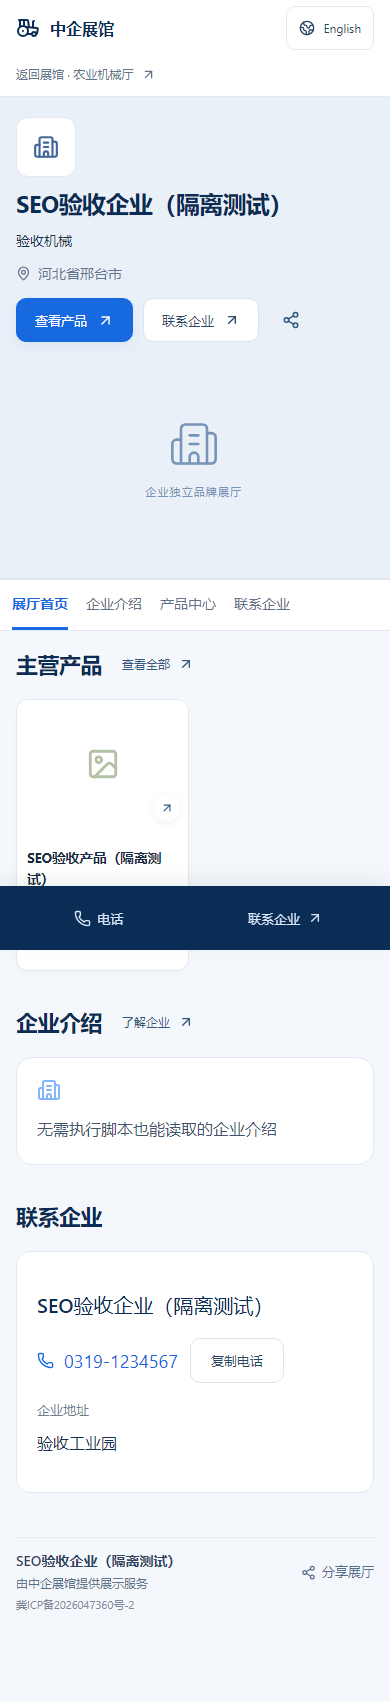 中企展馆
English
返回展馆 · 农业机械厅
SEO验收企业（隔离测试）
验收机械
河北省邢台市
查看产品
联系企业
企业独立品牌展厅
展厅首页 企业介绍 产品中心 联系企业
主营产品 查看全部
SEO验收产品（隔离测
试）
电话 联系企业
企业介绍 了解企业
无需执行脚本也能读取的企业介绍
联系企业
SEO验收企业（隔离测试）
0319-1234567 复制电话
企业地址
验收工业园
SEO验收企业（隔离测试）
由中企展馆提供展示服务
分享展厅
冀ICP备2026047360号-2